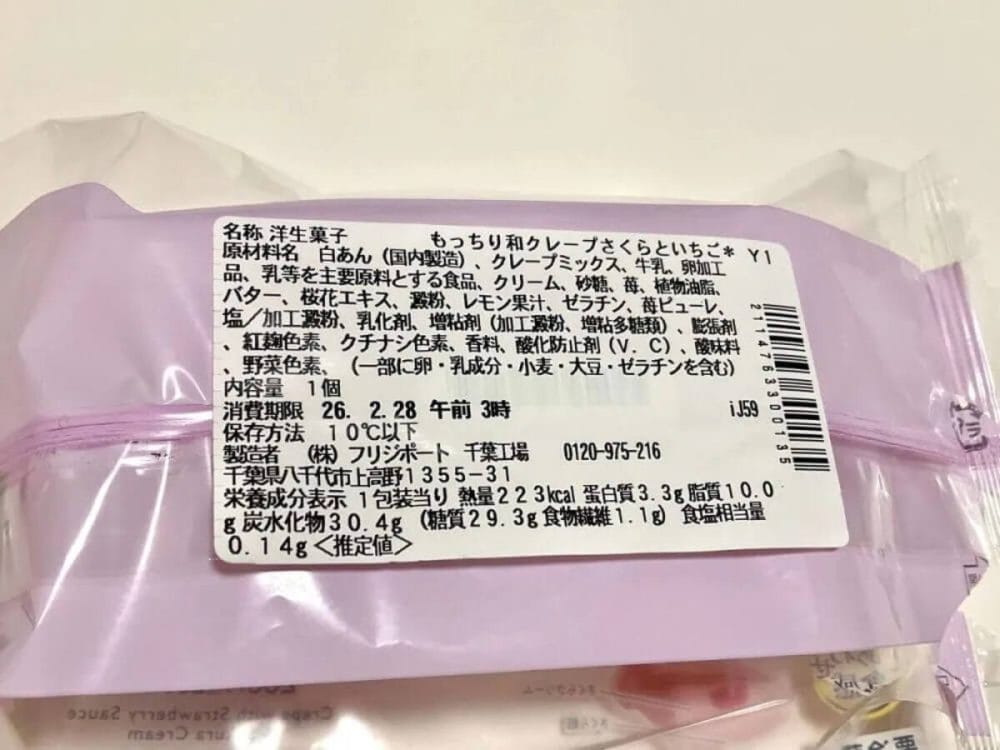 名称 洋生菓子 もっちり和クレープさくらといちご* Y1
原材料名 白あん（国内製造）、クレープミックス、牛乳、卵加工
品、乳等を主要原料とする食品、クリーム、砂糖、苺、植物油脂、
バター、桜花エキス、澱粉、レモン果汁、ゼラチン、苺ピューレ、
塩／加工澱粉、乳化剤、増粘剤（加工澱粉、増粘多糖類）、膨張剤
、紅麹色素、クチナシ色素、香料、酸化防止剤（V．C）、酸味料
、野菜色素、（一部に卵・乳成分・小麦・大豆・ゼラチンを含む）
内容量 1個
消費期限 26. 2.28 午前 3時 iJ59
保存方法 10℃以下
製造者 （株）フリジポート 千葉工場 0120-975-216
千葉県八千代市上高野1355-31
栄養成分表示 1包装当り 熱量223kcal 蛋白質3.3g 脂質10.0
g 炭水化物30.4g （糖質29.3g 食物繊維1.1g） 食塩相当量
0.14g＜推定値＞
2114763300135
Crepe with Strawberry Sauce
ura Cream
さくらクリーム